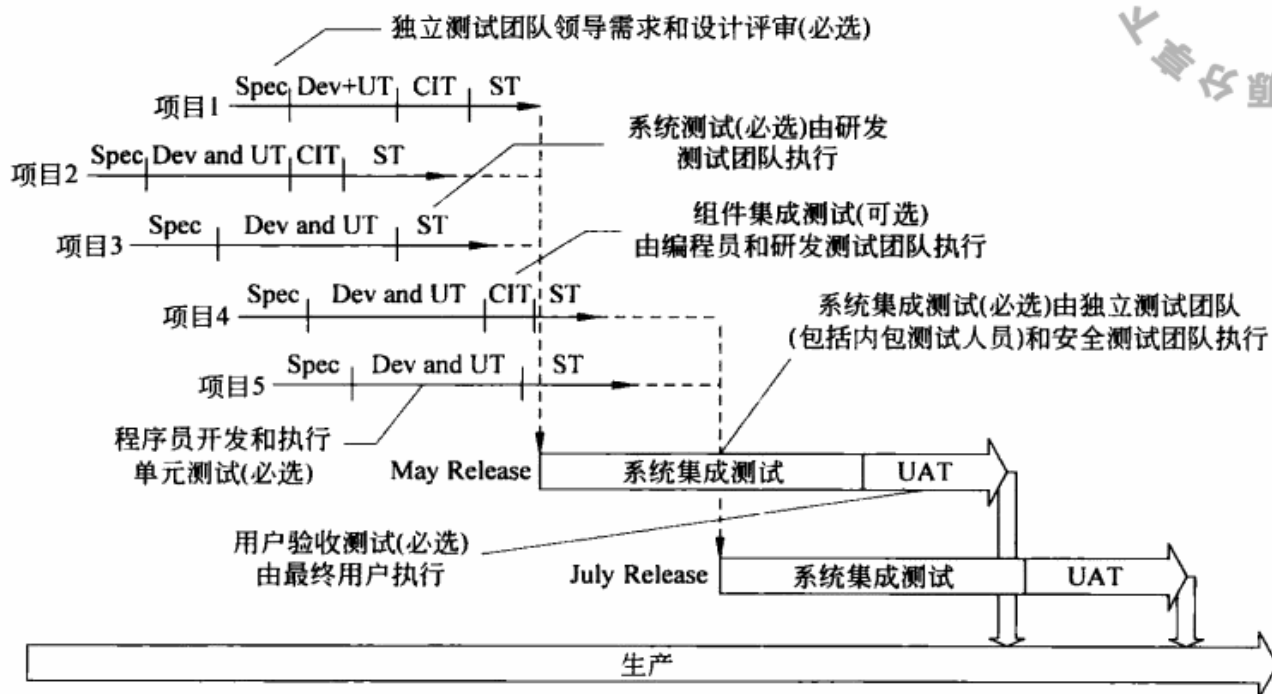 独立测试团队领导需求和设计评审(必选)
Spec Dev+UT CIT ST
项目1
系统测试(必选)由研发
测试团队执行
Spec Dev and UT CIT ST
项目2
组件集成测试(可选)
由编程员和研发测试团队执行
Spec Dev and UT ST
项目3
Spec Dev and UT CIT ST
项目4
系统集成测试(必选)由独立测试团队
(包括内包测试人员)和安全测试团队执行
Spec Dev and UT ST
项目5
程序员开发和执行
单元测试(必选)
May Release 系统集成测试 UAT
用户验收测试(必选)
由最终用户执行
July Release 系统集成测试 UAT
生产
源分享下